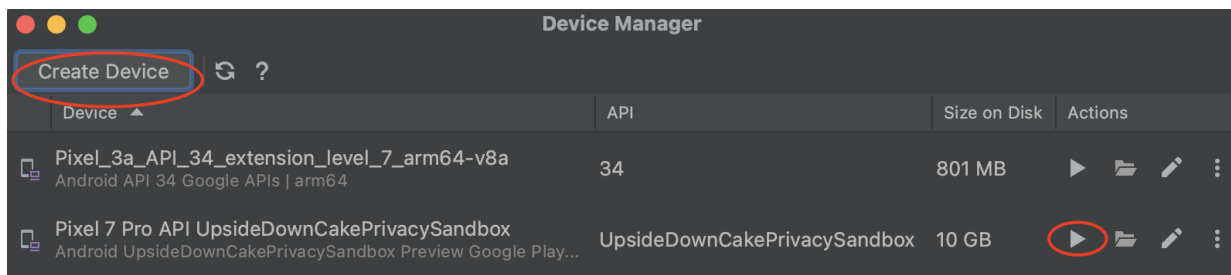 Device Manager
Create Device ?
Device API Size on Disk Actions
Pixel_3a_API_34_extension_level_7_arm64-v8a
Android API 34 Google APIs | arm64
34 801 MB
Pixel 7 Pro API UpsideDownCakePrivacySandbox
Android UpsideDownCakePrivacySandbox Preview Google Play...
UpsideDownCakePrivacySandbox 10 GB